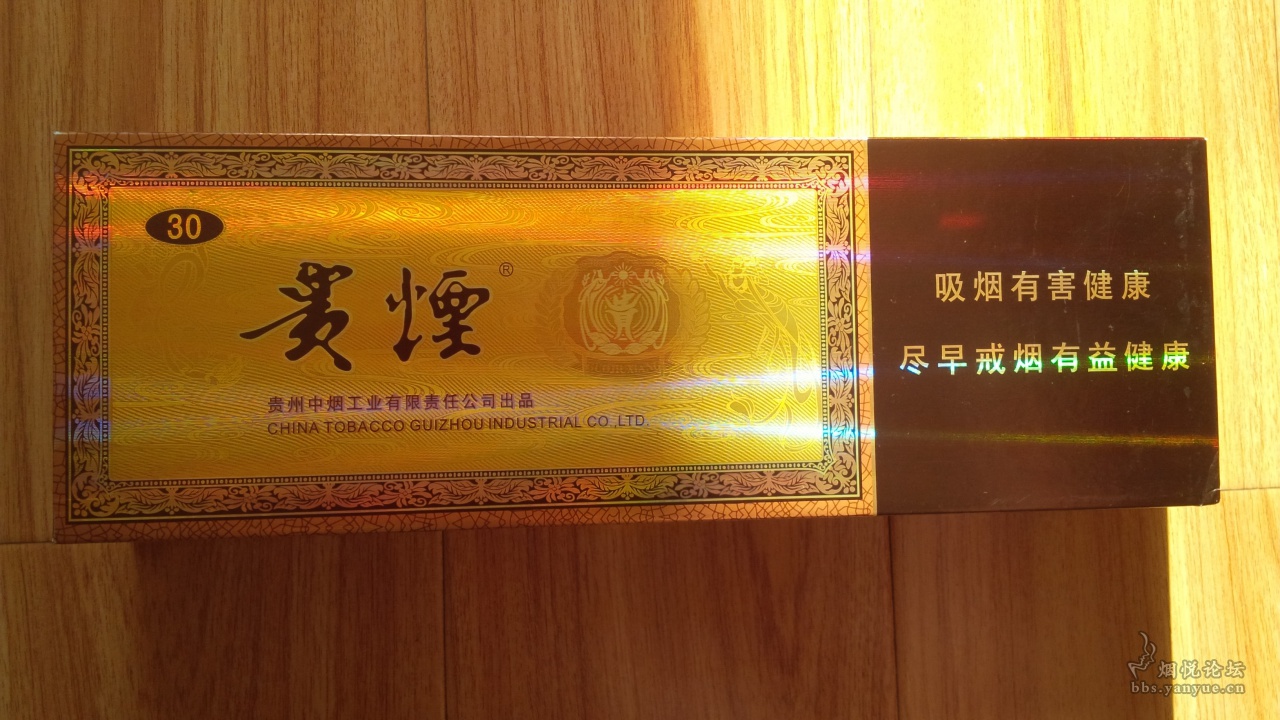 30
貴煙®
贵州中烟工业有限责任公司出品
CHINA TOBACCO GUIZHOU INDUSTRIAL CO.,LTD.
吸烟有害健康
尽早戒烟有益健康
烟悦论坛
bbs.yanyue.cn